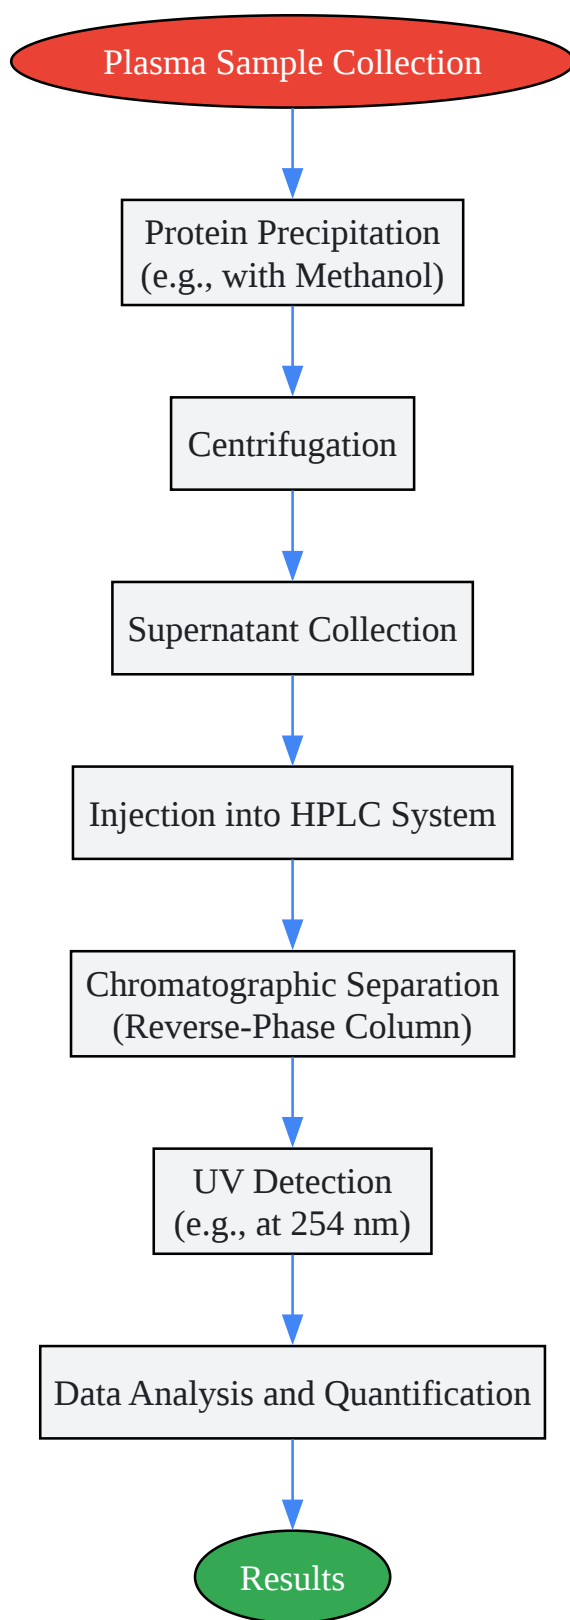 Plasma Sample Collection
Protein Precipitation
(e.g., with Methanol)
Centrifugation
Supernatant Collection
Injection into HPLC System
Chromatographic Separation
(Reverse-Phase Column)
UV Detection
(e.g., at 254 nm)
Data Analysis and Quantification
Results